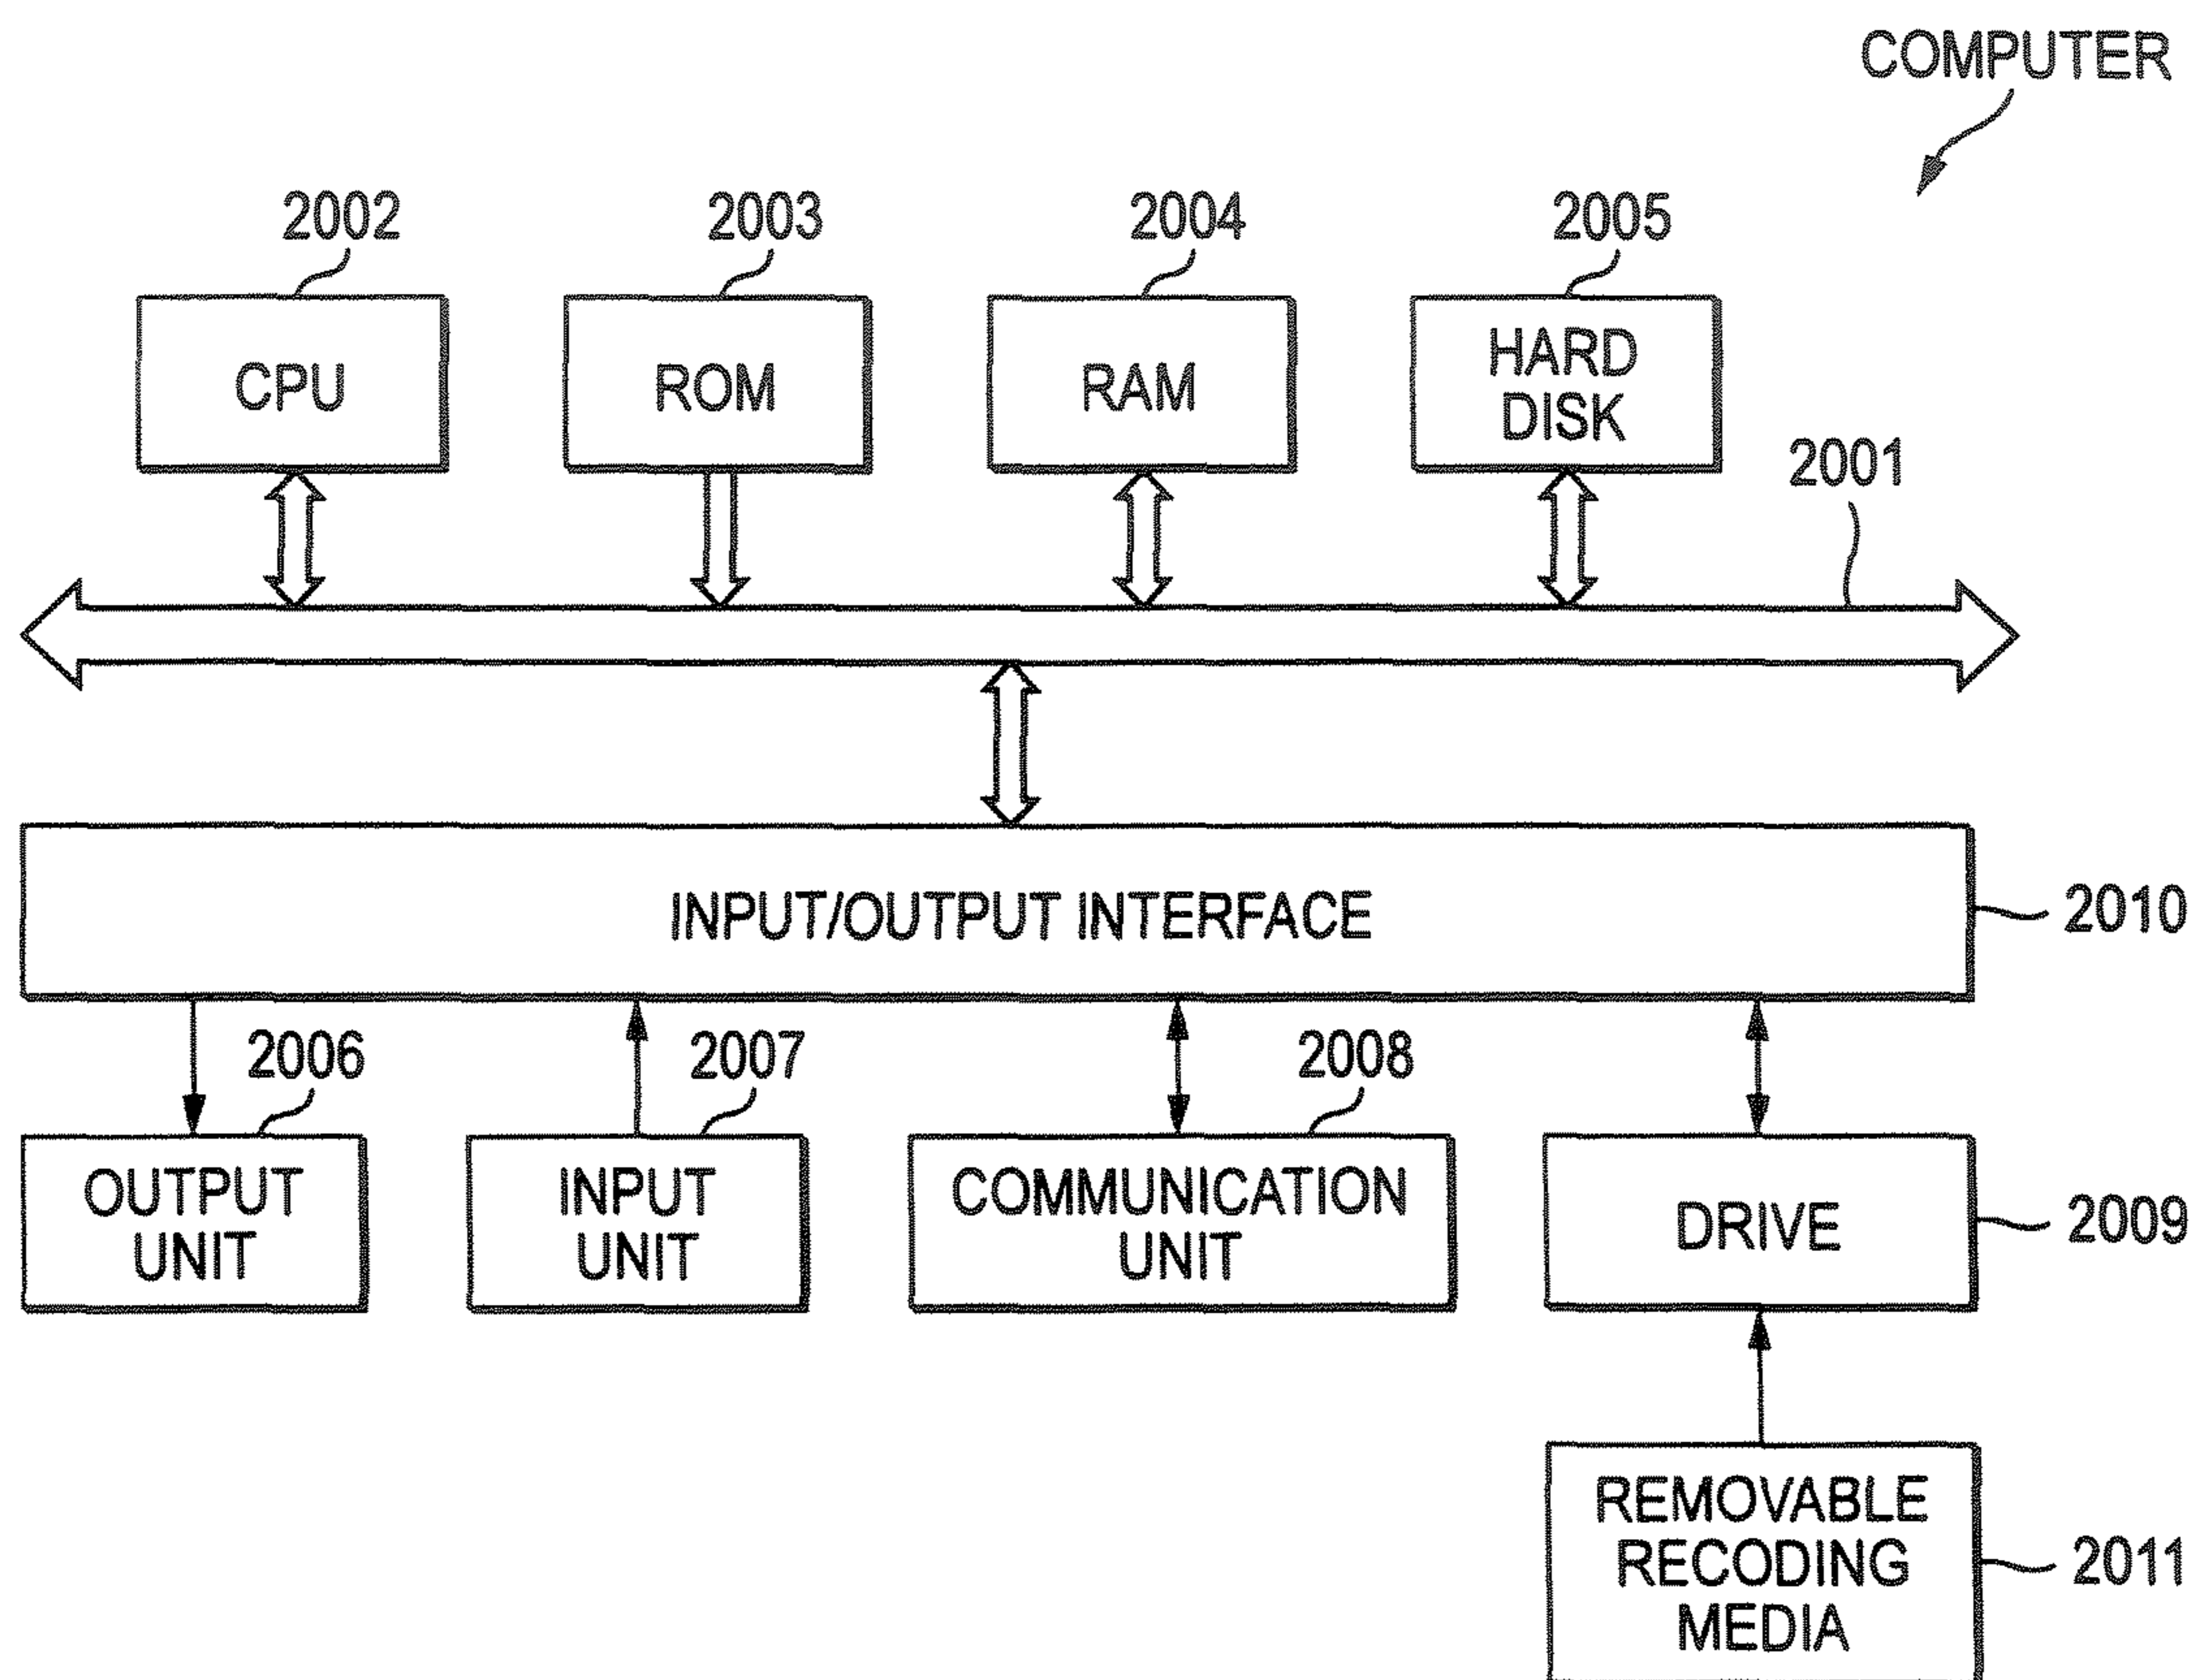 COMPUTER
2002
2003
2004
2005
CPU
ROM
RAM
HARD
DISK
2001
INPUT/OUTPUT INTERFACE
2010
2006
2007
2008
OUTPUT
UNIT
INPUT
UNIT
COMMUNICATION
UNIT
DRIVE
2009
REMOVABLE
RECODING
MEDIA
2011